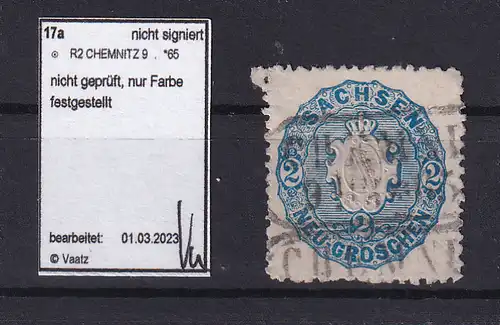 17a nicht signiert
⊙ R2 CHEMNITZ 9 . *65
nicht geprüft, nur Farbe
festgestellt
bearbeitet: 01.03.2023
© Vaatz
SACHSEN
2 2
2
NEU-GROSCHEN